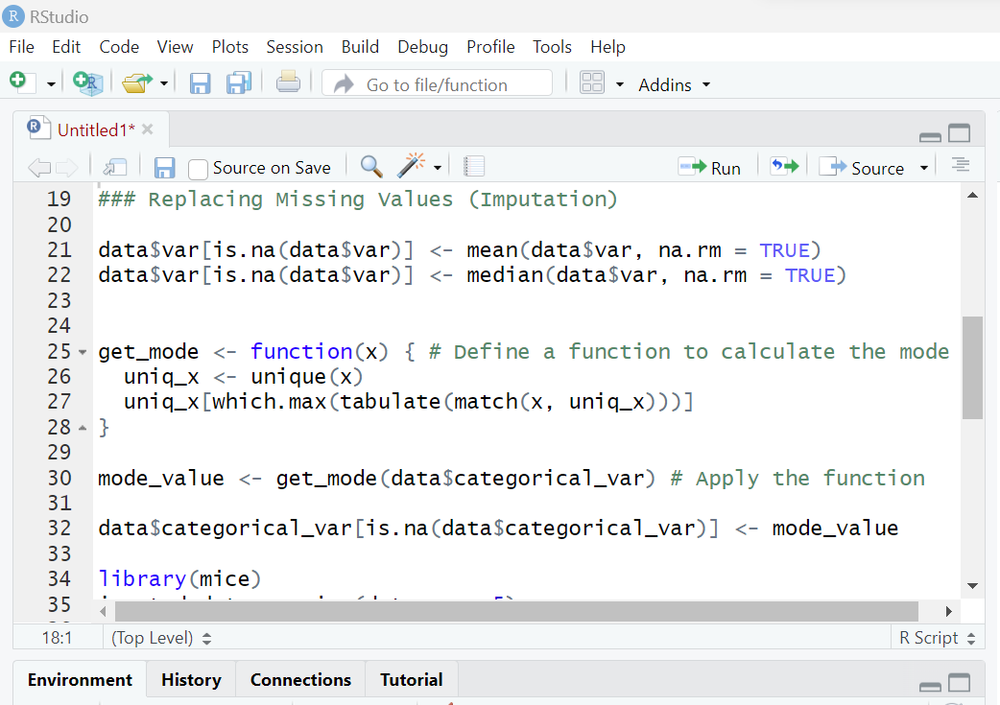 RStudio
File Edit Code View Plots Session Build Debug Profile Tools Help
Go to file/function Addins
Untitled1*
Source on Save Run Source
19 ### Replacing Missing Values (Imputation)
20
21 data$var[is.na(data$var)] <- mean(data$var, na.rm = TRUE)
22 data$var[is.na(data$var)] <- median(data$var, na.rm = TRUE)
23
24
25 get_mode <- function(x) { # Define a function to calculate the mode
26 uniq_x <- unique(x)
27 uniq_x[which.max(tabulate(match(x, uniq_x)))]
28 }
29
30 mode_value <- get_mode(data$categorical_var) # Apply the function
31
32 data$categorical_var[is.na(data$categorical_var)] <- mode_value
33
34 library(mice)
35
18:1 (Top Level) R Script
Environment History Connections Tutorial